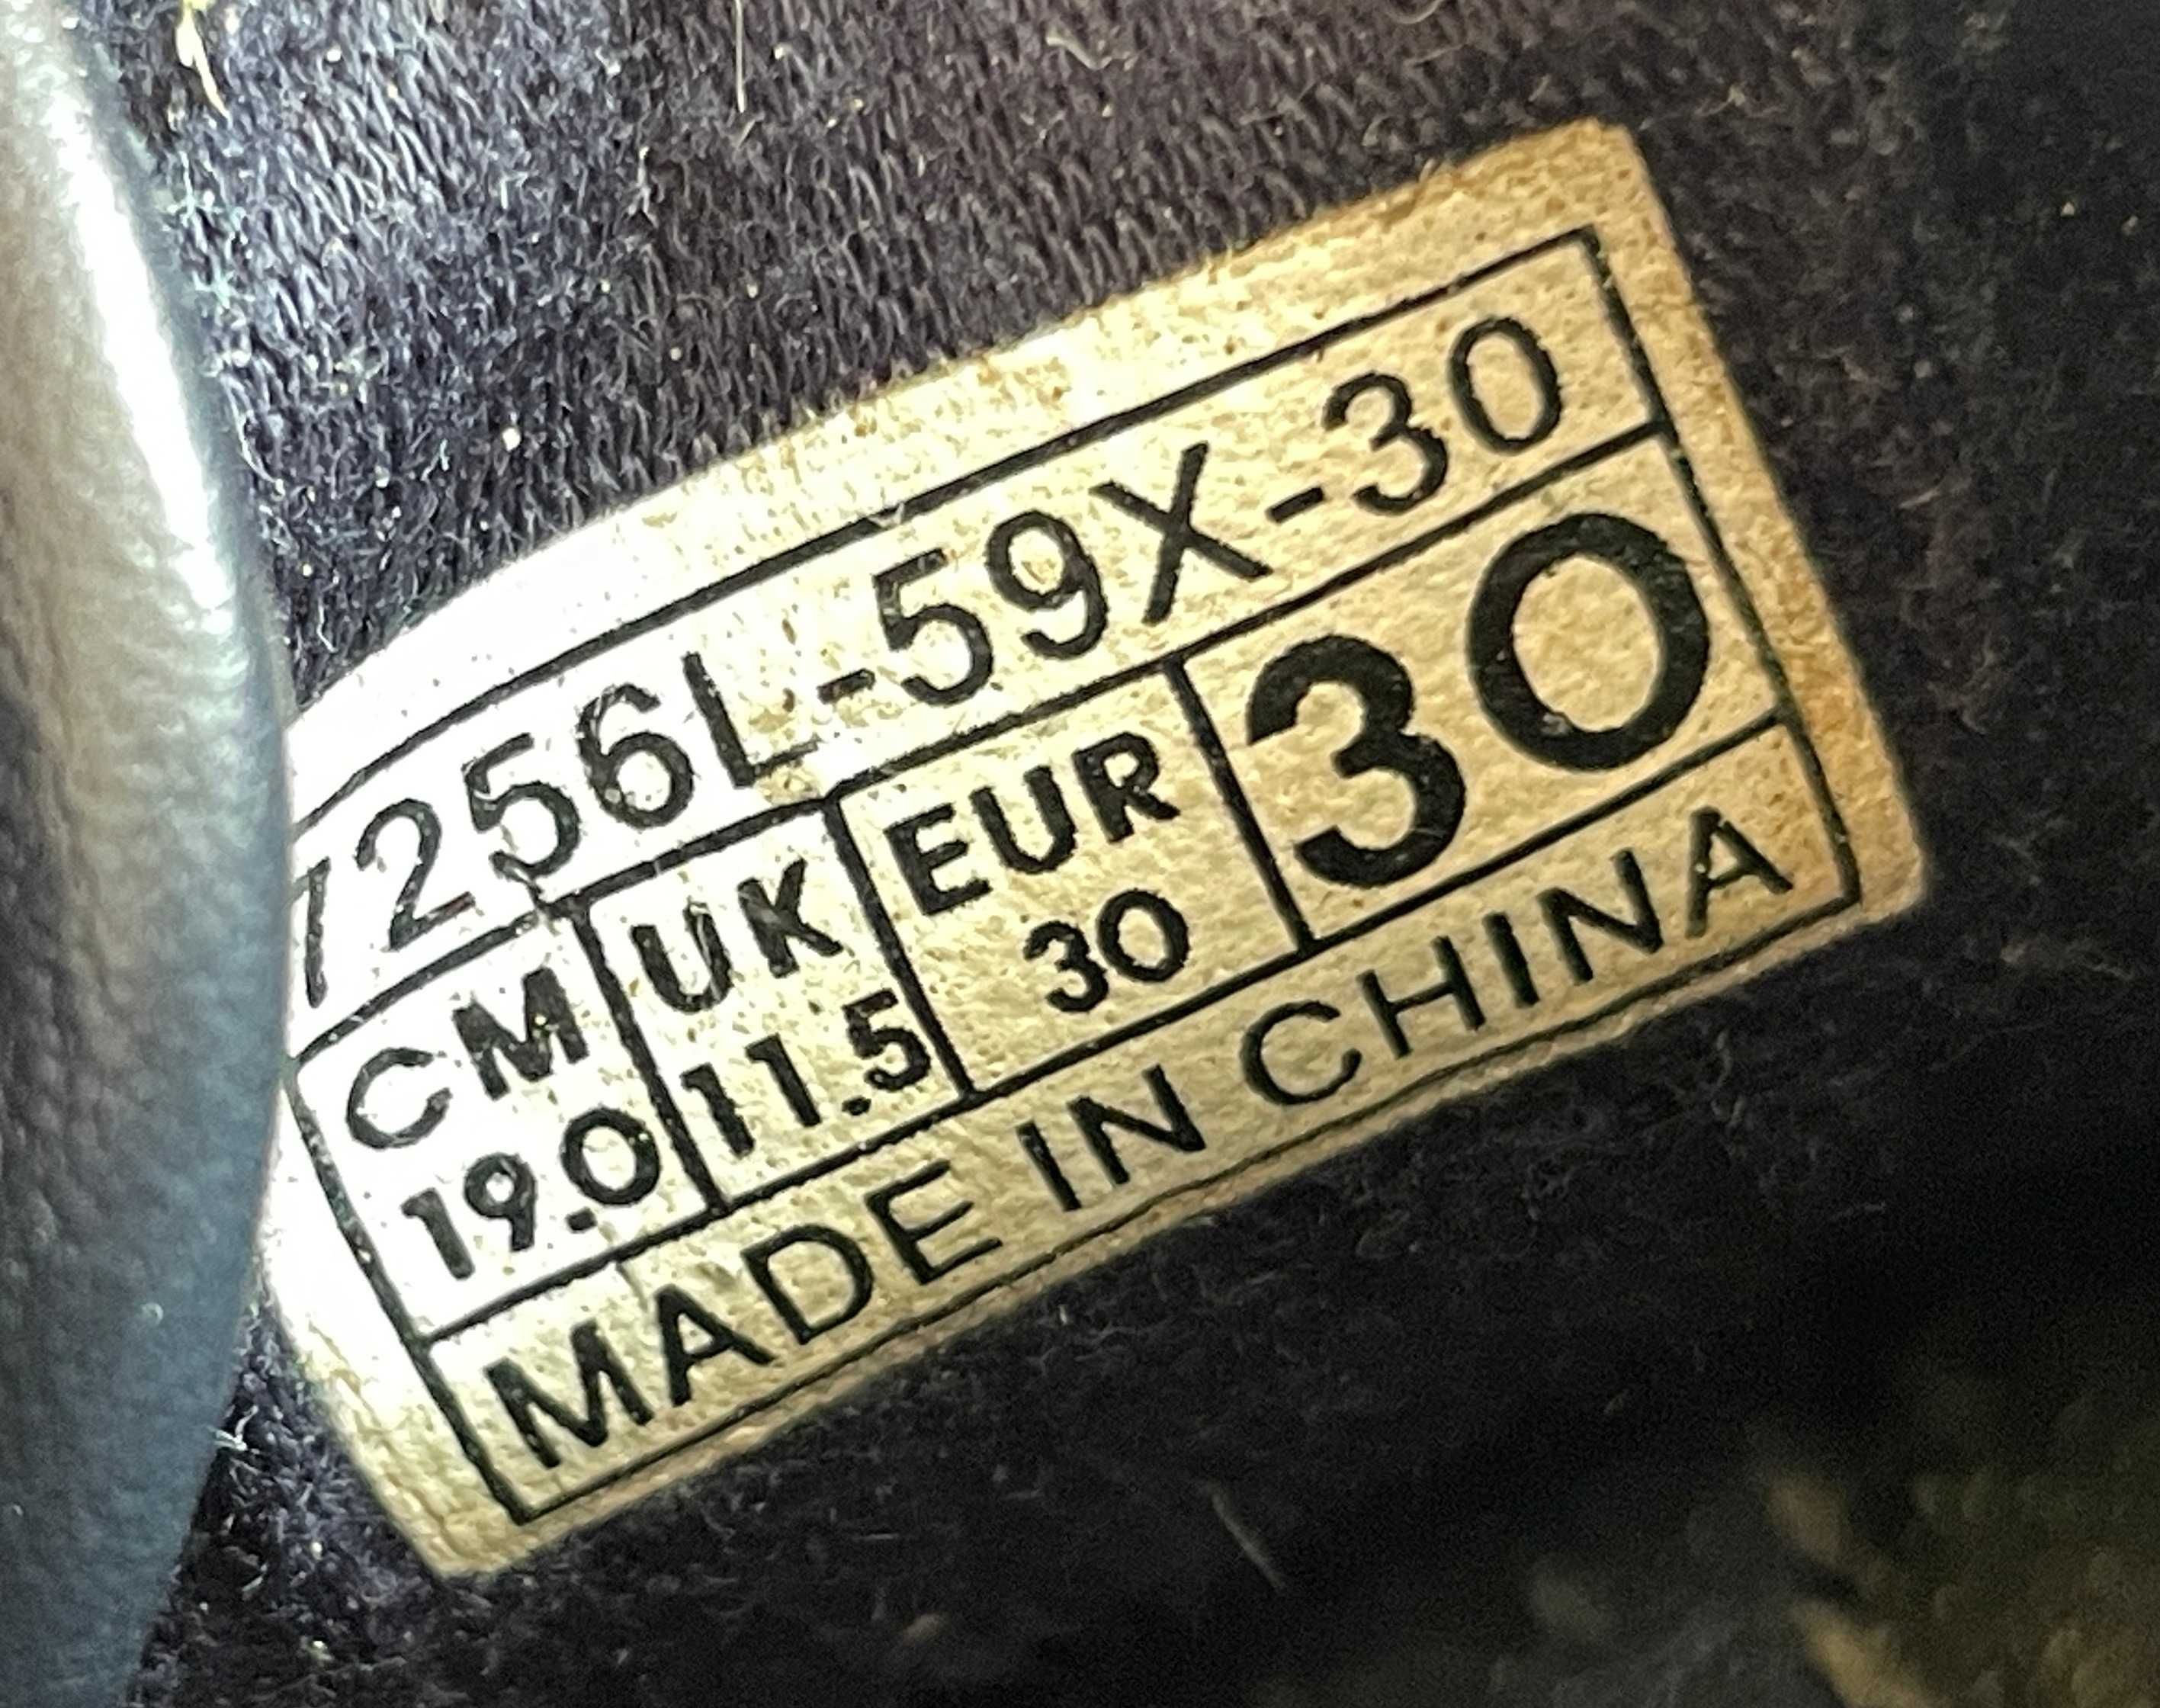 7256L-59X-30
CM UK EUR 30
19.0 11.5 30
MADE IN CHINA